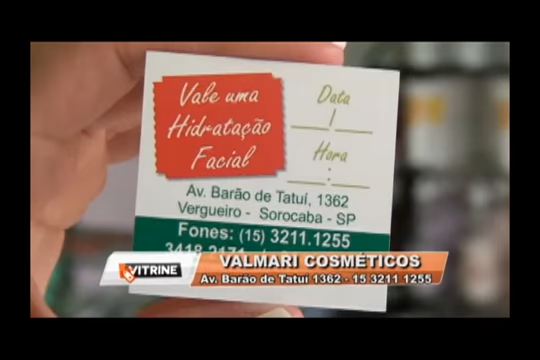 Vale uma
Hidratação
Facial
Data
/
Hora
:
Av. Barão de Tatuí, 1362
Vergueiro - Sorocaba - SP
Fones: (15) 3211.1255
VITRINE
VALMARI COSMÉTICOS
Av. Barão de Tatuí 1362 - 15 3211 1255